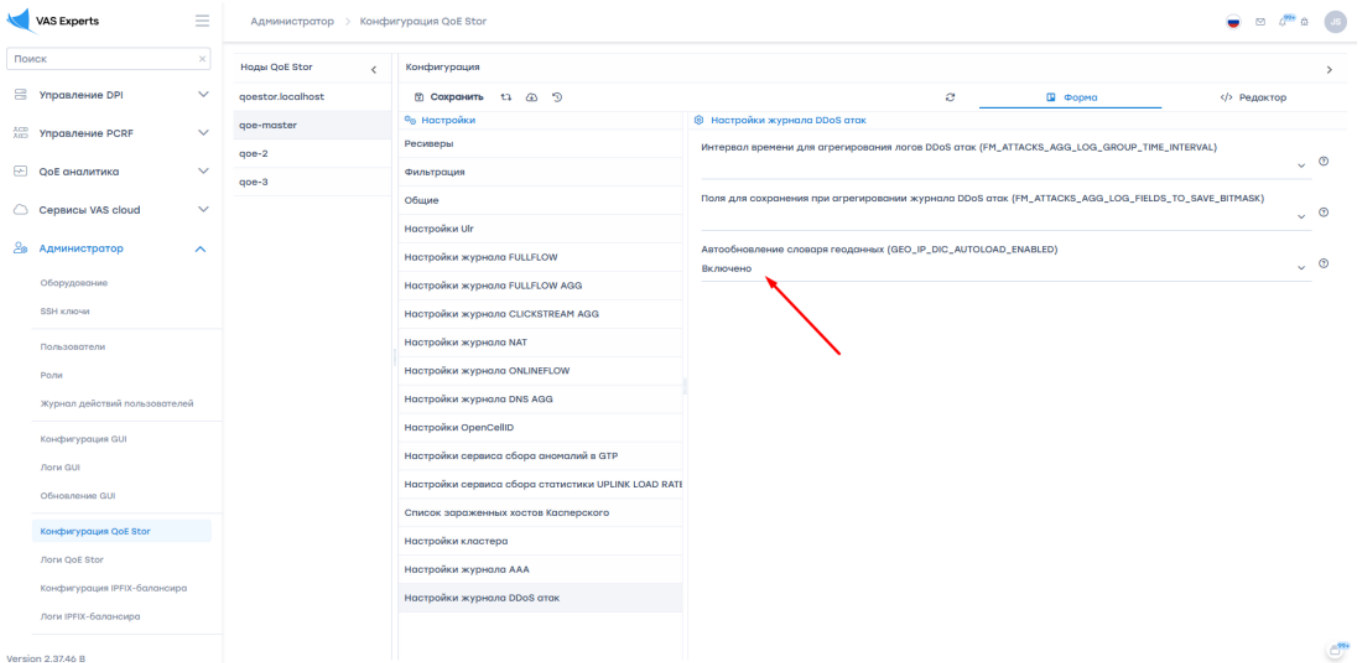 VAS Experts
Администратор > Конфигурация QoE Stor
99+
JS
Поиск
Управление DPI
Управление PCRF
QoE аналитика
Сервисы VAS cloud
Администратор
Оборудование
SSH ключи
Пользователи
Роли
Журнал действий пользователей
Конфигурация GUI
Логи GUI
Обновление GUI
Конфигурация QoE Stor
Логи QoE Stor
Конфигурация IPFIX-балансира
Логи IPFIX-балансира
Version 2.37.46 B
Ноды QoE Stor
qoestor.localhost
qoe-master
qoe-2
qoe-3
Конфигурация
Сохранить
Форма
</> Редактор
Настройки
Ресиверы
Фильтрация
Общие
Настройки Ulr
Настройки журнала FULLFLOW
Настройки журнала FULLFLOW AGG
Настройки журнала CLICKSTREAM AGG
Настройки журнала NAT
Настройки журнала ONLINEFLOW
Настройки журнала DNS AGG
Настройки OpenCellID
Настройки сервиса сбора аномалий в GTP
Настройки сервиса сбора статистики UPLINK LOAD RATE
Список зараженных хостов Касперского
Настройки кластера
Настройки журнала AAA
Настройки журнала DDoS атак
Настройки журнала DDoS атак
Интервал времени для агрегирования логов DDoS атак (FM_ATTACKS_AGG_LOG_GROUP_TIME_INTERVAL)
Поля для сохранения при агрегировании журнала DDoS атак (FM_ATTACKS_AGG_LOG_FIELDS_TO_SAVE_BITMASK)
Автообновление словаря геоданных (GEO_IP_DIC_AUTOLOAD_ENABLED)
Включено
99+